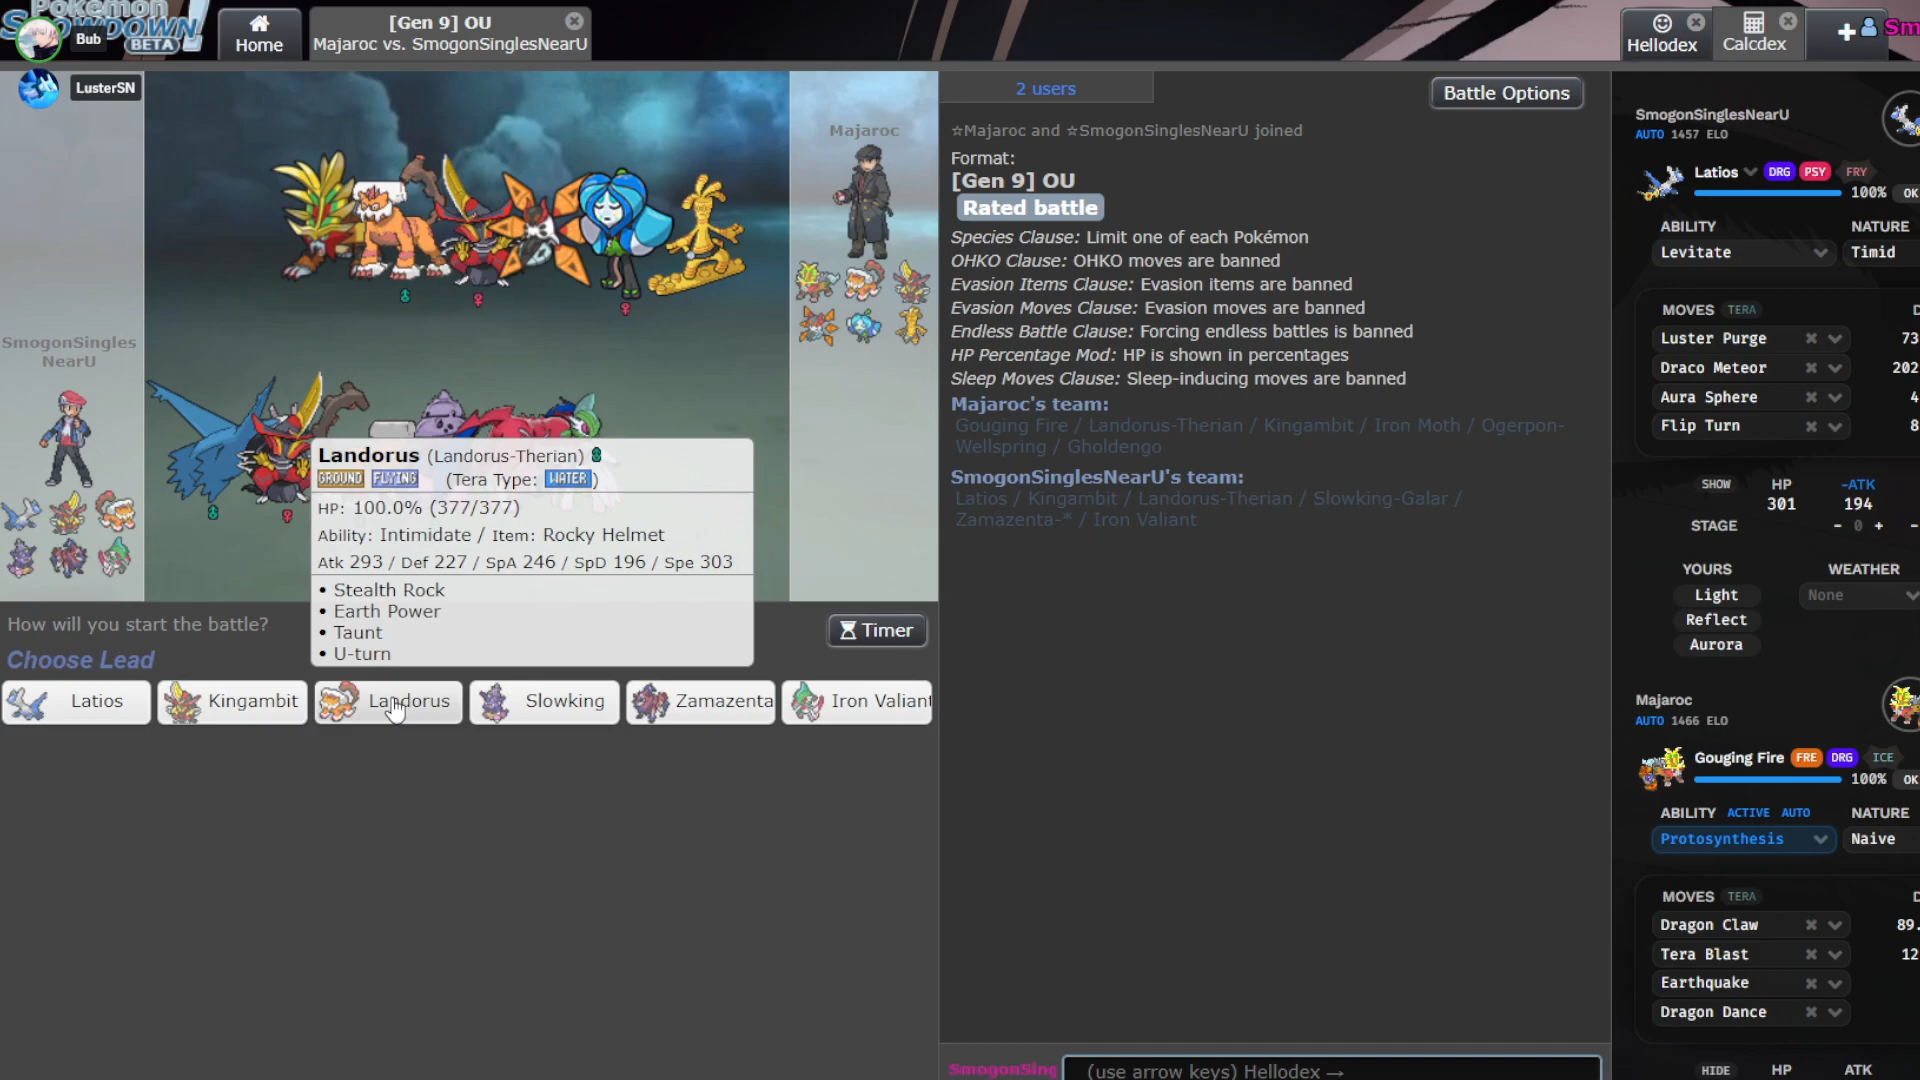 Pokémon
SHOWDOWN!
BETA
Bub
Home
[Gen 9] OU
Majaroc vs. SmogonSinglesNearU
Hellodex
Calcdex
Sm
LusterSN
Majaroc
SmogonSingles
NearU
Landorus (Landorus-Therian)
GROUND FLYING (Tera Type: WATER)
HP: 100.0% (377/377)
Ability: Intimidate / Item: Rocky Helmet
Atk 293 / Def 227 / SpA 246 / SpD 196 / Spe 303
• Stealth Rock
• Earth Power
• Taunt
• U-turn
How will you start the battle?
Timer
Choose Lead
Latios
Kingambit
Landorus
Slowking
Zamazenta
Iron Valiant
2 users
Battle Options
☆Majaroc and ☆SmogonSinglesNearU joined
Format:
[Gen 9] OU
Rated battle
Species Clause: Limit one of each Pokémon
OHKO Clause: OHKO moves are banned
Evasion Items Clause: Evasion items are banned
Evasion Moves Clause: Evasion moves are banned
Endless Battle Clause: Forcing endless battles is banned
HP Percentage Mod: HP is shown in percentages
Sleep Moves Clause: Sleep-inducing moves are banned
Majaroc's team:
Gouging Fire / Landorus-Therian / Kingambit / Iron Moth / Ogerpon-
Wellspring / Gholdengo
SmogonSinglesNearU's team:
Latios / Kingambit / Landorus-Therian / Slowking-Galar /
Zamazenta-* / Iron Valiant
SmogonSing
(use arrow keys) Hellodex →
SmogonSinglesNearU
AUTO 1457 ELO
Latios DRG PSY FRY
100% OK
ABILITY NATURE
Levitate Timid
MOVES TERA D
Luster Purge 73
Draco Meteor 202
Aura Sphere 4
Flip Turn 8
SHOW HP -ATK
301 194
STAGE - 0 + -
YOURS WEATHER
Light None
Reflect
Aurora
Majaroc
AUTO 1466 ELO
Gouging Fire FRE DRG ICE
100% OK
ABILITY ACTIVE AUTO NATURE
Protosynthesis Naive
MOVES TERA D
Dragon Claw 89.
Tera Blast 12
Earthquake
Dragon Dance
HIDE HP ATK